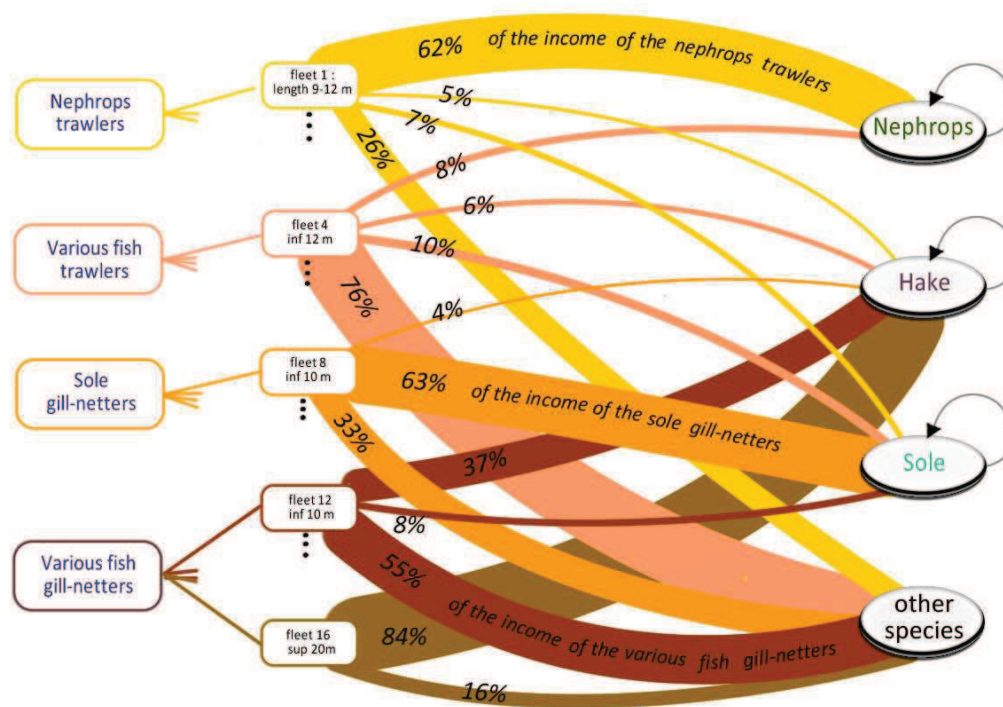 62% of the income of the nephrops trawlers
fleet 1 :
length 9-12 m
5%
Nephrops
trawlers
7%
Nephrops
26%
8%
6%
fleet 4
inf 12 m
10%
Various fish
trawlers
Hake
76%
4%
fleet 8
inf 10 m
Sole
gill-netters
63% of the income of the sole gill-netters
33%
Sole
37%
fleet 12
inf 10 m
8%
Various fish
gill-netters
55% of the income of the various fish gill-netters
other
species
fleet 16
sup 20m
84%
16%